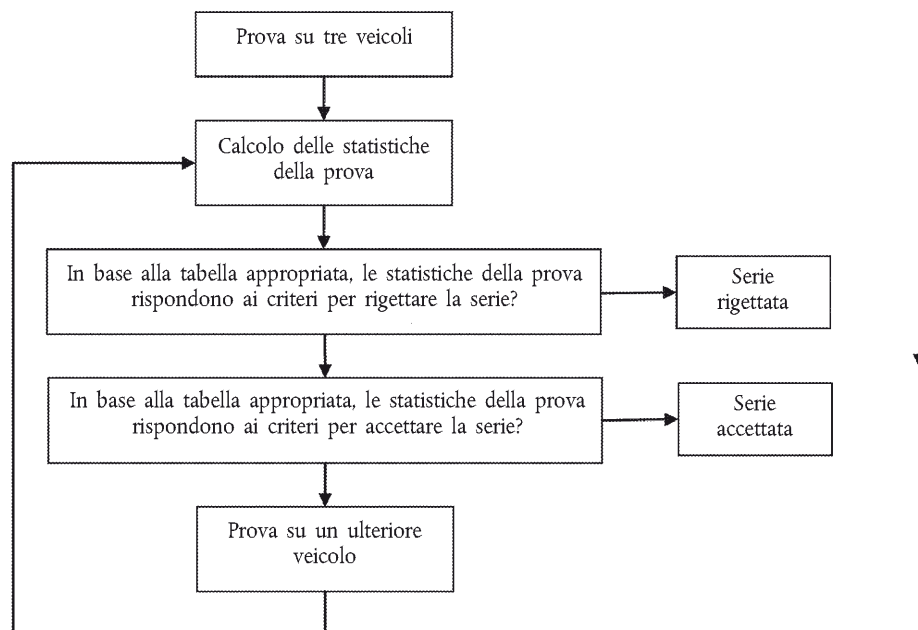 Prova su tre veicoli
Calcolo delle statistiche
della prova
In base alla tabella appropriata, le statistiche della prova
rispondono ai criteri per rigettare la serie?
Serie
rigettata
In base alla tabella appropriata, le statistiche della prova
rispondono ai criteri per accettare la serie?
Serie
accettata
Prova su un ulteriore
veicolo